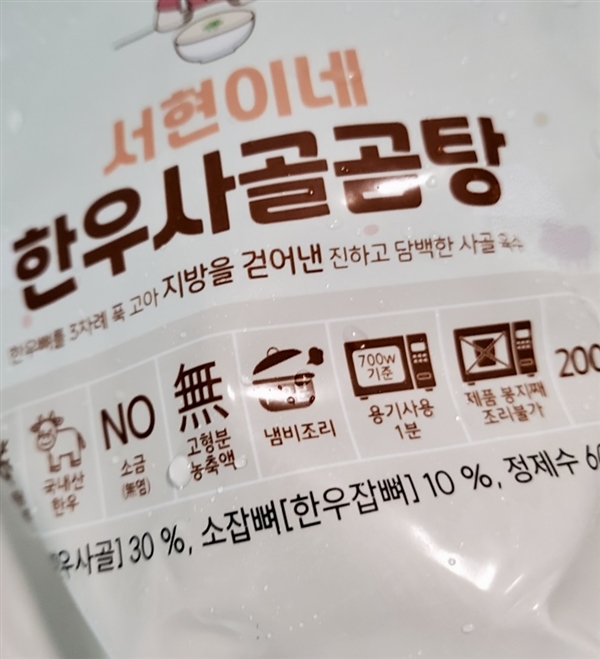 서현이네
한우사골곰탕
한우뼈를 3차례 푹 고아 지방을 걷어낸 진하고 담백한 사골육수
국내산
한우
NO
소금
(無염)
無
고형분
농축액
냄비조리
700W
기준
용기사용
1분
제품 봉지째
조리불가
200
우사골] 30 %, 소잡뼈[한우잡뼈] 10 %, 정제수 6